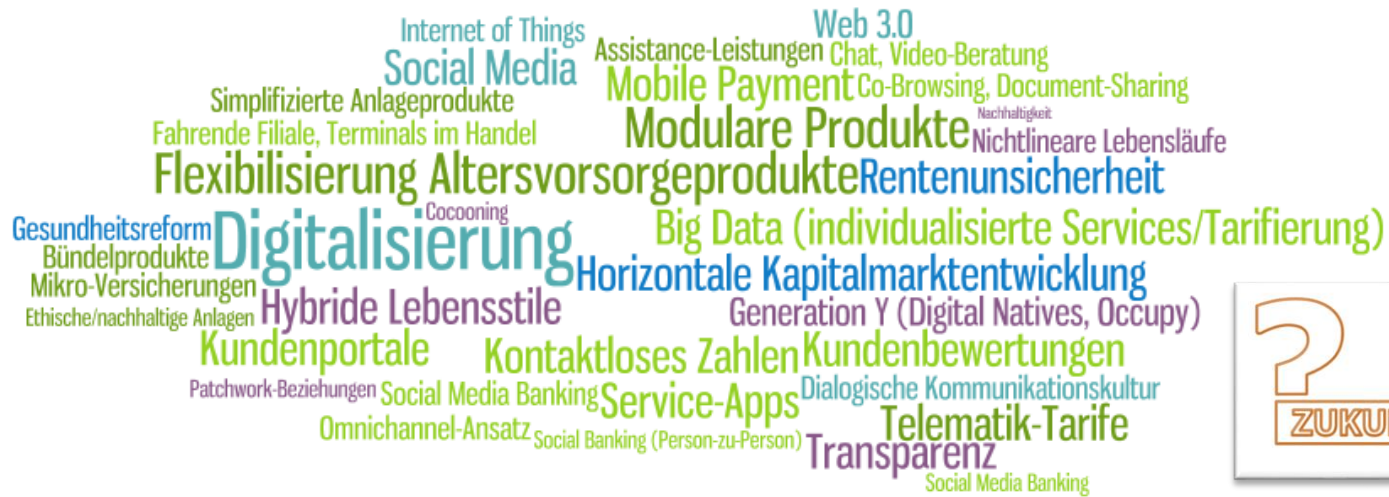 Internet of Things
Web 3.0
Social Media
Assistance-Leistungen
Chat, Video-Beratung
Mobile Payment
Co-Browsing, Document-Sharing
Simplifizierte Anlageprodukte
Modulare Produkte
Nachhaltigkeit
Fahrende Filiale, Terminals im Handel
Nichtlineare Lebensläufe
Flexibilisierung Altersvorsorgeprodukte
Rentenunsicherheit
Gesundheitsreform
Digitalisierung
Cocooning
Big Data (individualisierte Services/Tarifierung)
Bündelprodukte
Horizontale Kapitalmarktentwicklung
Mikro-Versicherungen
Hybride Lebensstile
Generation Y (Digital Natives, Occupy)
Ethische/nachhaltige Anlagen
Kundenportale
Kontaktloses Zahlen
Kundenbewertungen
Patchwork-Beziehungen
Social Media Banking
Service-Apps
Dialogische Kommunikationskultur
Omnichannel-Ansatz
Social Banking (Person-zu-Person)
Telematik-Tarife
Transparenz
Social Media Banking
?